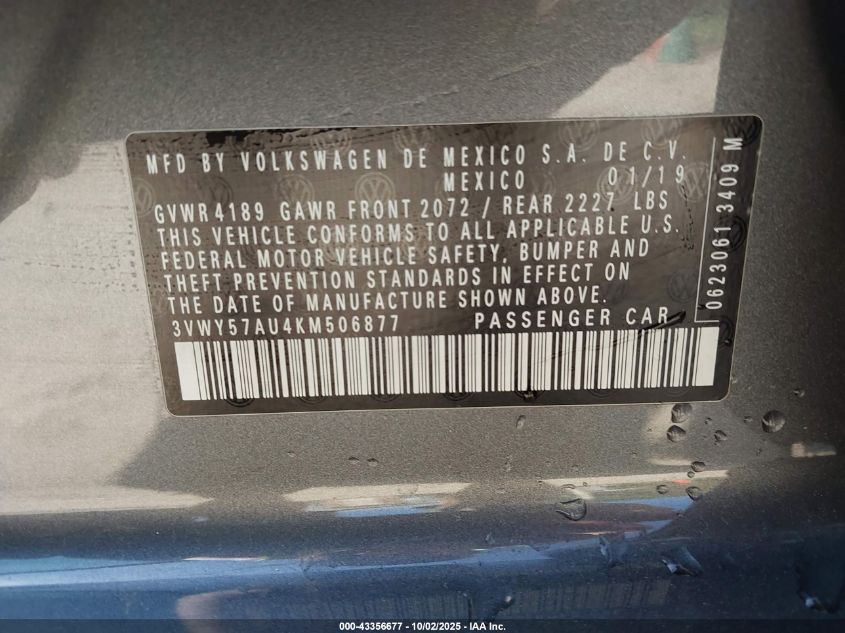 MFD BY VOLKSWAGEN DE MEXICO S.A. DE C.V.
MEXICO 01/19
GVWR 4189 GAWR FRONT 2072 / REAR 2227 LBS
THIS VEHICLE CONFORMS TO ALL APPLICABLE U.S.
FEDERAL MOTOR VEHICLE SAFETY, BUMPER AND
THEFT PREVENTION STANDARDS IN EFFECT ON
THE DATE OF MANUFACTURE SHOWN ABOVE.
3VWY57AU4KM506877 PASSENGER CAR
0623061 3409 M
000-43356677 - 10/02/2025 - IAA Inc.